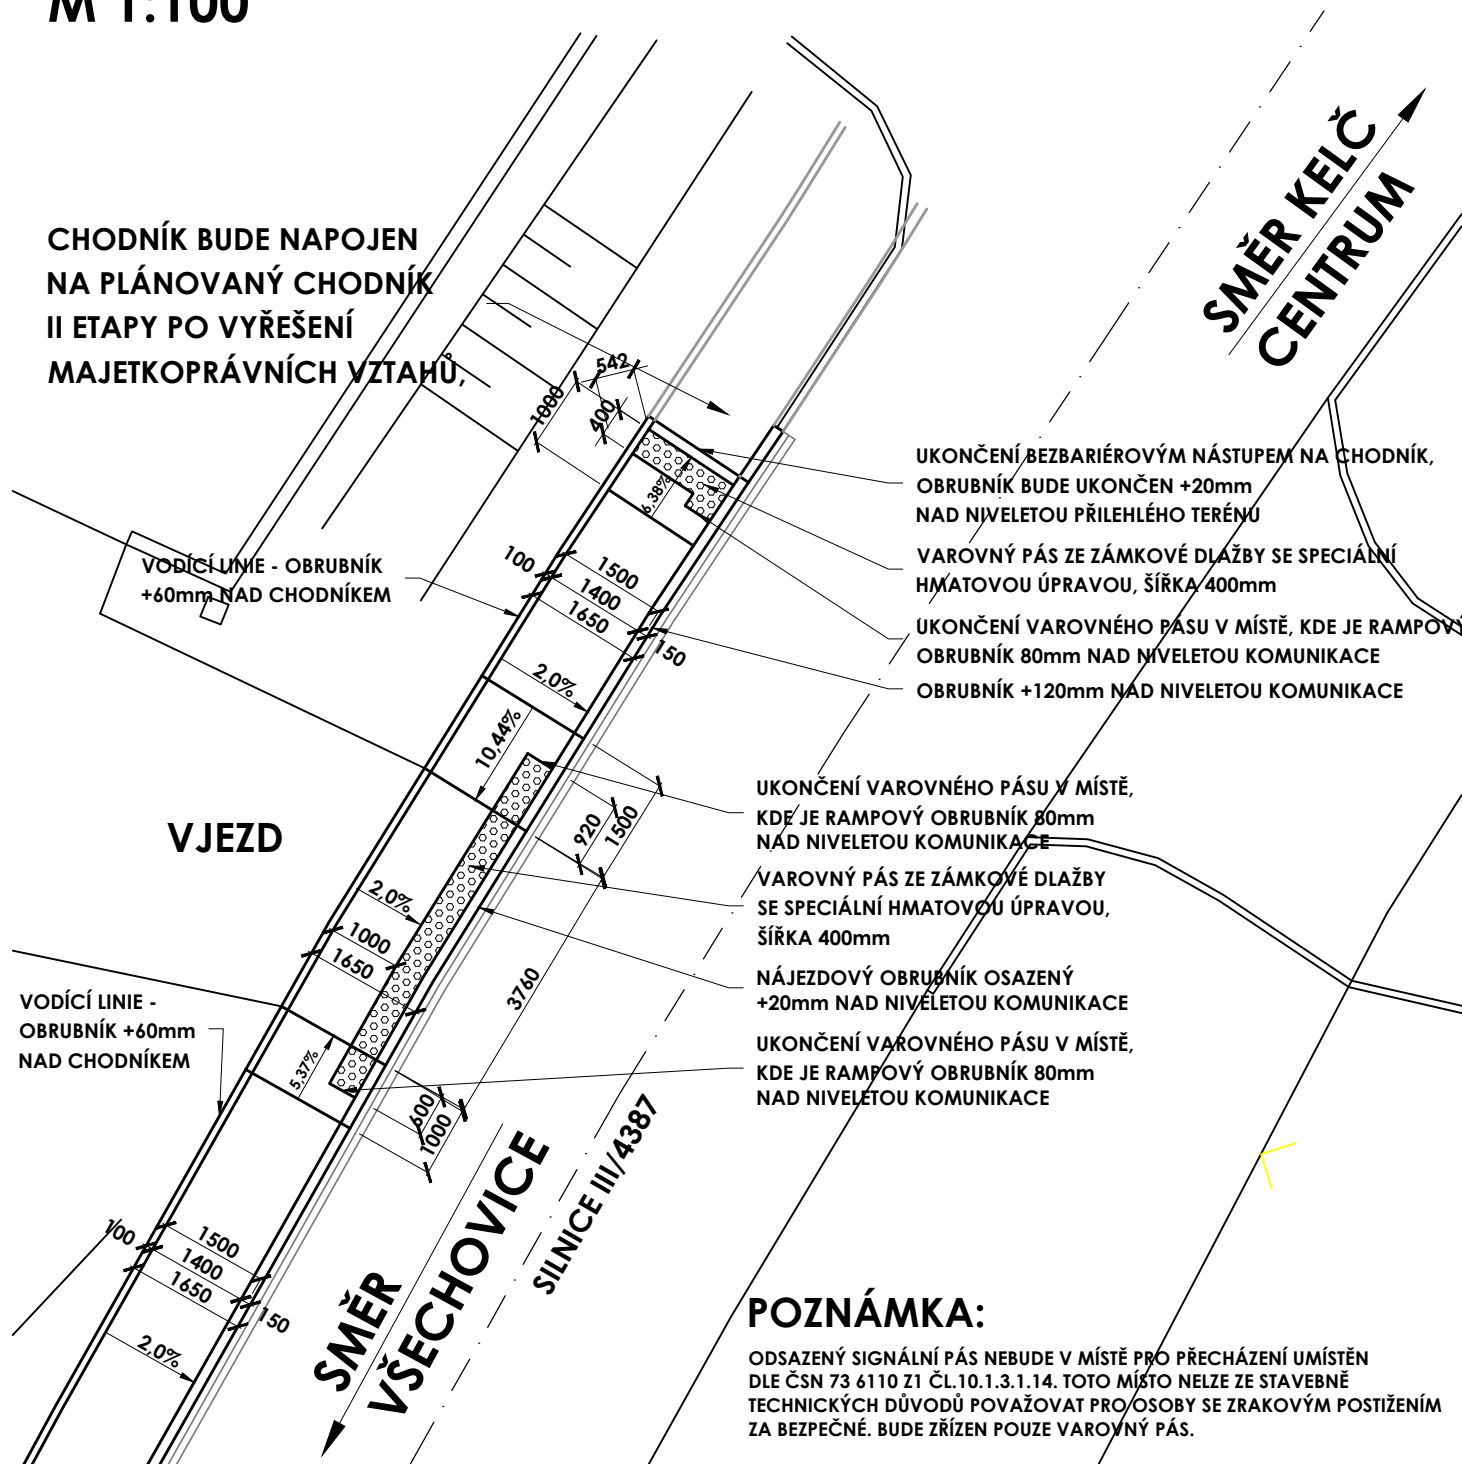 M 1:100
CHODNÍK BUDE NAPOJEN
NA PLÁNOVANÝ CHODNÍK
II ETAPY PO VYŘEŠENÍ
MAJETKOPRÁVNÍCH VZTAHŮ,
SMĚR KELČ
CENTRUM
542
1000
400
6,38%
UKONČENÍ BEZBARIÉROVÝM NÁSTUPEM NA CHODNÍK,
OBRUBNÍK BUDE UKONČEN +20mm
NAD NIVELETOU PŘILEHLÉHO TERÉNU
VAROVNÝ PÁS ZE ZÁMKOVÉ DLAŽBY SE SPECIÁLNÍ
HMATOVOU ÚPRAVOU, ŠÍŘKA 400mm
UKONČENÍ VAROVNÉHO PÁSU V MÍSTĚ, KDE JE RAMPOVÝ
OBRUBNÍK 80mm NAD NIVELETOU KOMUNIKACE
OBRUBNÍK +120mm NAD NIVELETOU KOMUNIKACE
VODÍCÍ LINIE - OBRUBNÍK
+60mm NAD CHODNÍKEM
100
1500
1400
1650
150
2,0%
10,44%
UKONČENÍ VAROVNÉHO PÁSU V MÍSTĚ,
KDE JE RAMPOVÝ OBRUBNÍK 80mm
NAD NIVELETOU KOMUNIKACE
920
1500
VJEZD
VAROVNÝ PÁS ZE ZÁMKOVÉ DLAŽBY
SE SPECIÁLNÍ HMATOVOU ÚPRAVOU,
ŠÍŘKA 400mm
2,0%
1000
1650
3760
NÁJEZDOVÝ OBRUBNÍK OSAZENÝ
+20mm NAD NIVELETOU KOMUNIKACE
VODÍCÍ LINIE -
OBRUBNÍK +60mm
NAD CHODNÍKEM
5,37%
UKONČENÍ VAROVNÉHO PÁSU V MÍSTĚ,
KDE JE RAMPOVÝ OBRUBNÍK 80mm
NAD NIVELETOU KOMUNIKACE
600
1000
SILNICE III/4387
SMĚR
VŠECHOVICE
100
1500
1400
1650
150
2,0%
POZNÁMKA:
ODSAZENÝ SIGNÁLNÍ PÁS NEBUDE V MÍSTĚ PRO PŘECHÁZENÍ UMÍSTĚN
DLE ČSN 73 6110 Z1 ČL.10.1.3.1.14. TOTO MÍSTO NELZE ZE STAVEBNĚ
TECHNICKÝCH DŮVODŮ POVAŽOVAT PRO OSOBY SE ZRAKOVÝM POSTIŽENÍM
ZA BEZPEČNÉ. BUDE ZŘÍZEN POUZE VAROVNÝ PÁS.